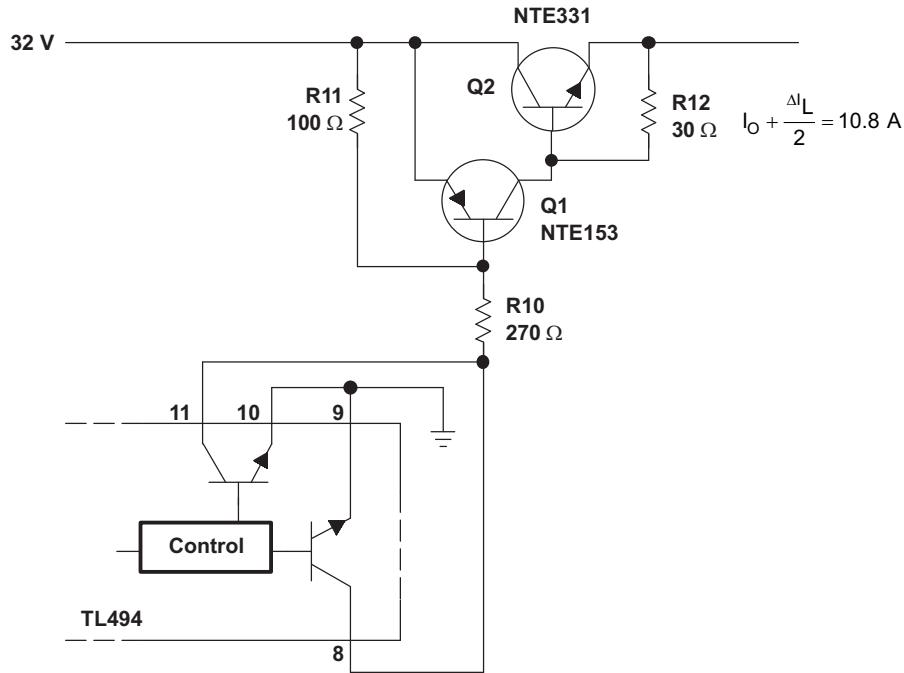 NTE331
32 V
Q2
R11
100 Ω
R12
30 Ω
I_O + ΔI_L/2 = 10.8 A
Q1
NTE153
R10
270 Ω
11 10 9
Control
TL494
8